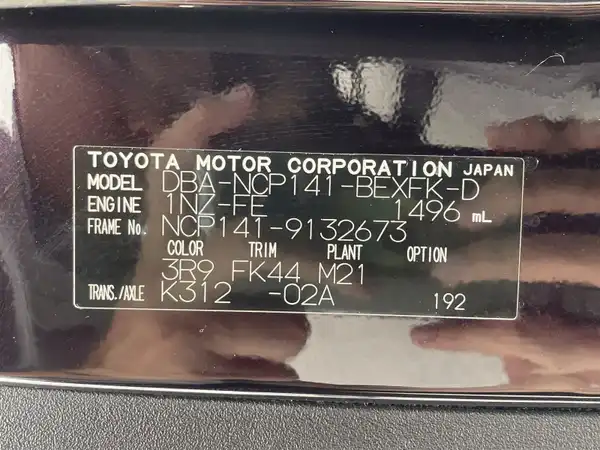 TOYOTA MOTOR CORPORATION JAPAN
MODEL DBA-NCP141-BEXFK-D
ENGINE 1NZ-FE 1496 mL
FRAME No. NCP141-9132673
COLOR TRIM PLANT OPTION
3R9 FK44 M21
TRANS./AXLE K312 -02A 192